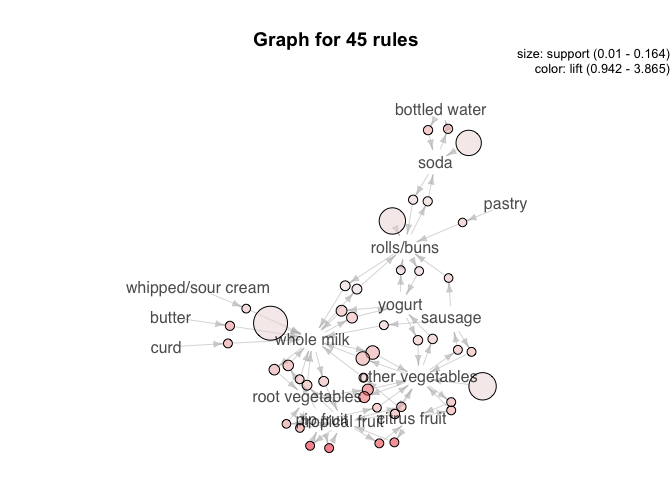 Graph for 45 rules
size: support (0.01 - 0.164)
color: lift (0.942 - 3.865)
bottled water
soda
pastry
rolls/buns
whipped/sour cream
yogurt
butter
sausage
whole milk
curd
other vegetables
root vegetables
pip fruit
tropical fruit
citrus fruit